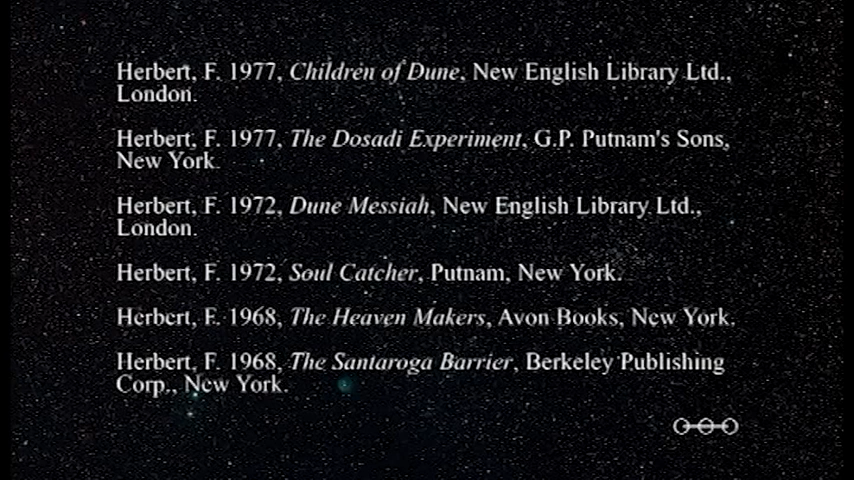 Herbert, F. 1977, Children of Dune, New English Library Ltd.,
London.
Herbert, F. 1977, The Dosadi Experiment, G.P. Putnam's Sons,
New York.
Herbert, F. 1972, Dune Messiah, New English Library Ltd.,
London.
Herbert, F. 1972, Soul Catcher, Putnam, New York.
Herbert, F. 1968, The Heaven Makers, Avon Books, New York.
Herbert, F. 1968, The Santaroga Barrier, Berkeley Publishing
Corp., New York.